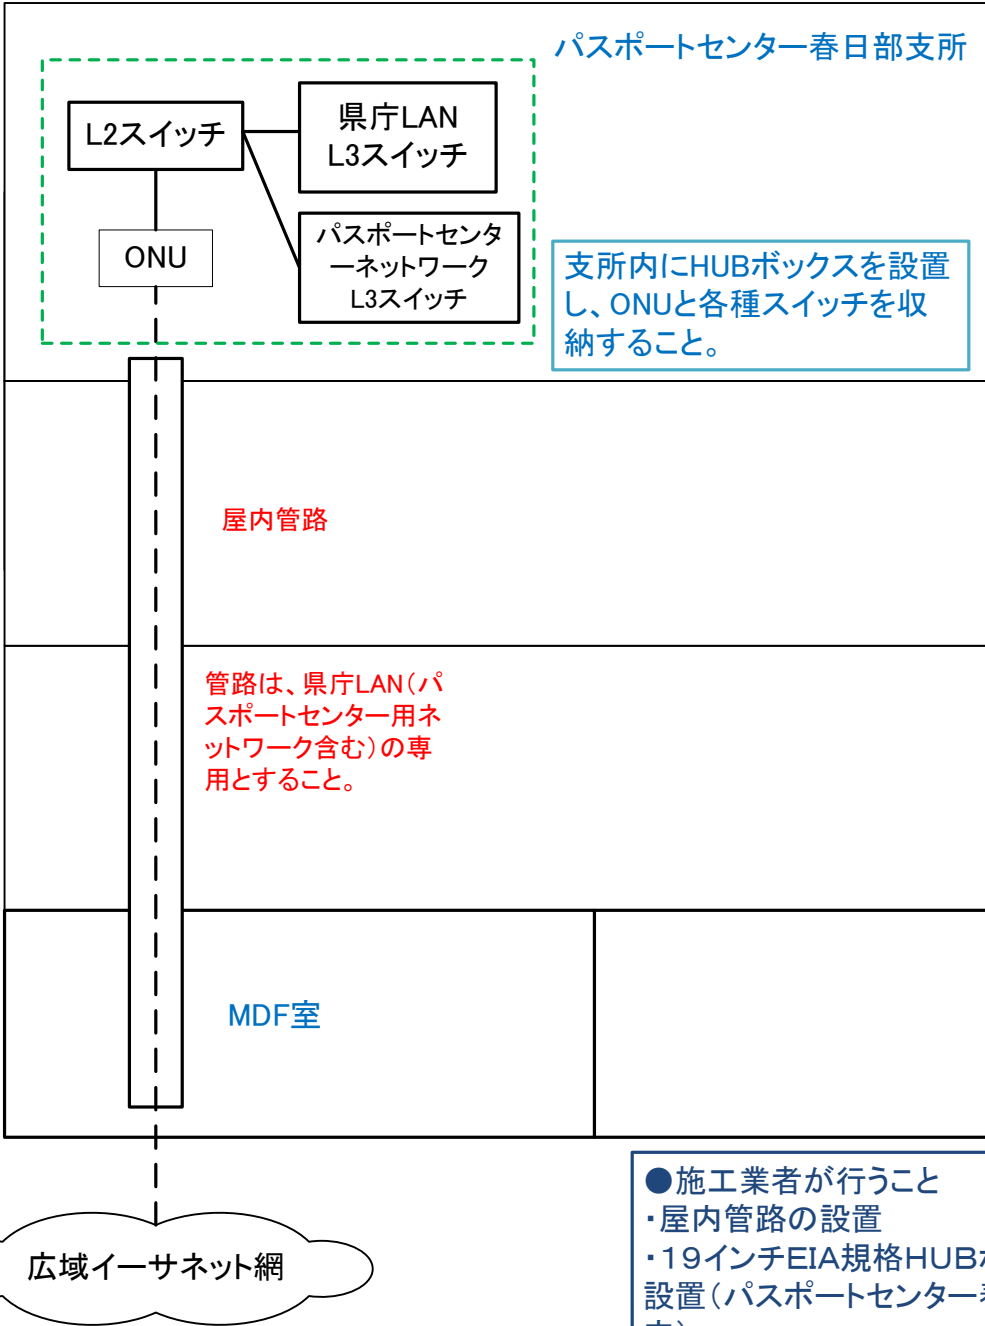 パスポートセンター春日部支所
L2スイッチ
県庁LAN
L3スイッチ
ONU
パスポートセンタ
ーネットワーク
L3スイッチ
支所内にHUBボックスを設置
し、ONUと各種スイッチを収
納すること。
屋内管路
管路は、県庁LAN（パ
スポートセンター用ネ
ットワーク含む）の専
用とすること。
MDF室
広域イーサネット網
●施工業者が行うこと
・屋内管路の設置
・１９インチEIA規格HUB
設置（パスポートセンター